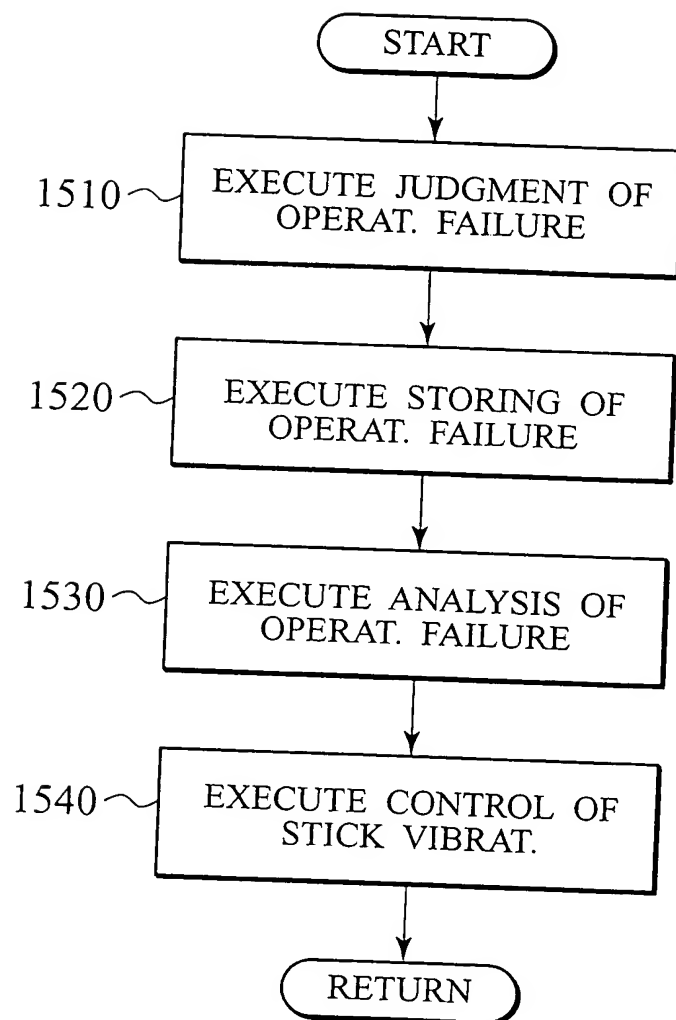 START
1510
EXECUTE JUDGMENT OF
OPERAT. FAILURE
1520
EXECUTE STORING OF
OPERAT. FAILURE
1530
EXECUTE ANALYSIS OF
OPERAT. FAILURE
1540
EXECUTE CONTROL OF
STICK VIBRAT.
RETURN